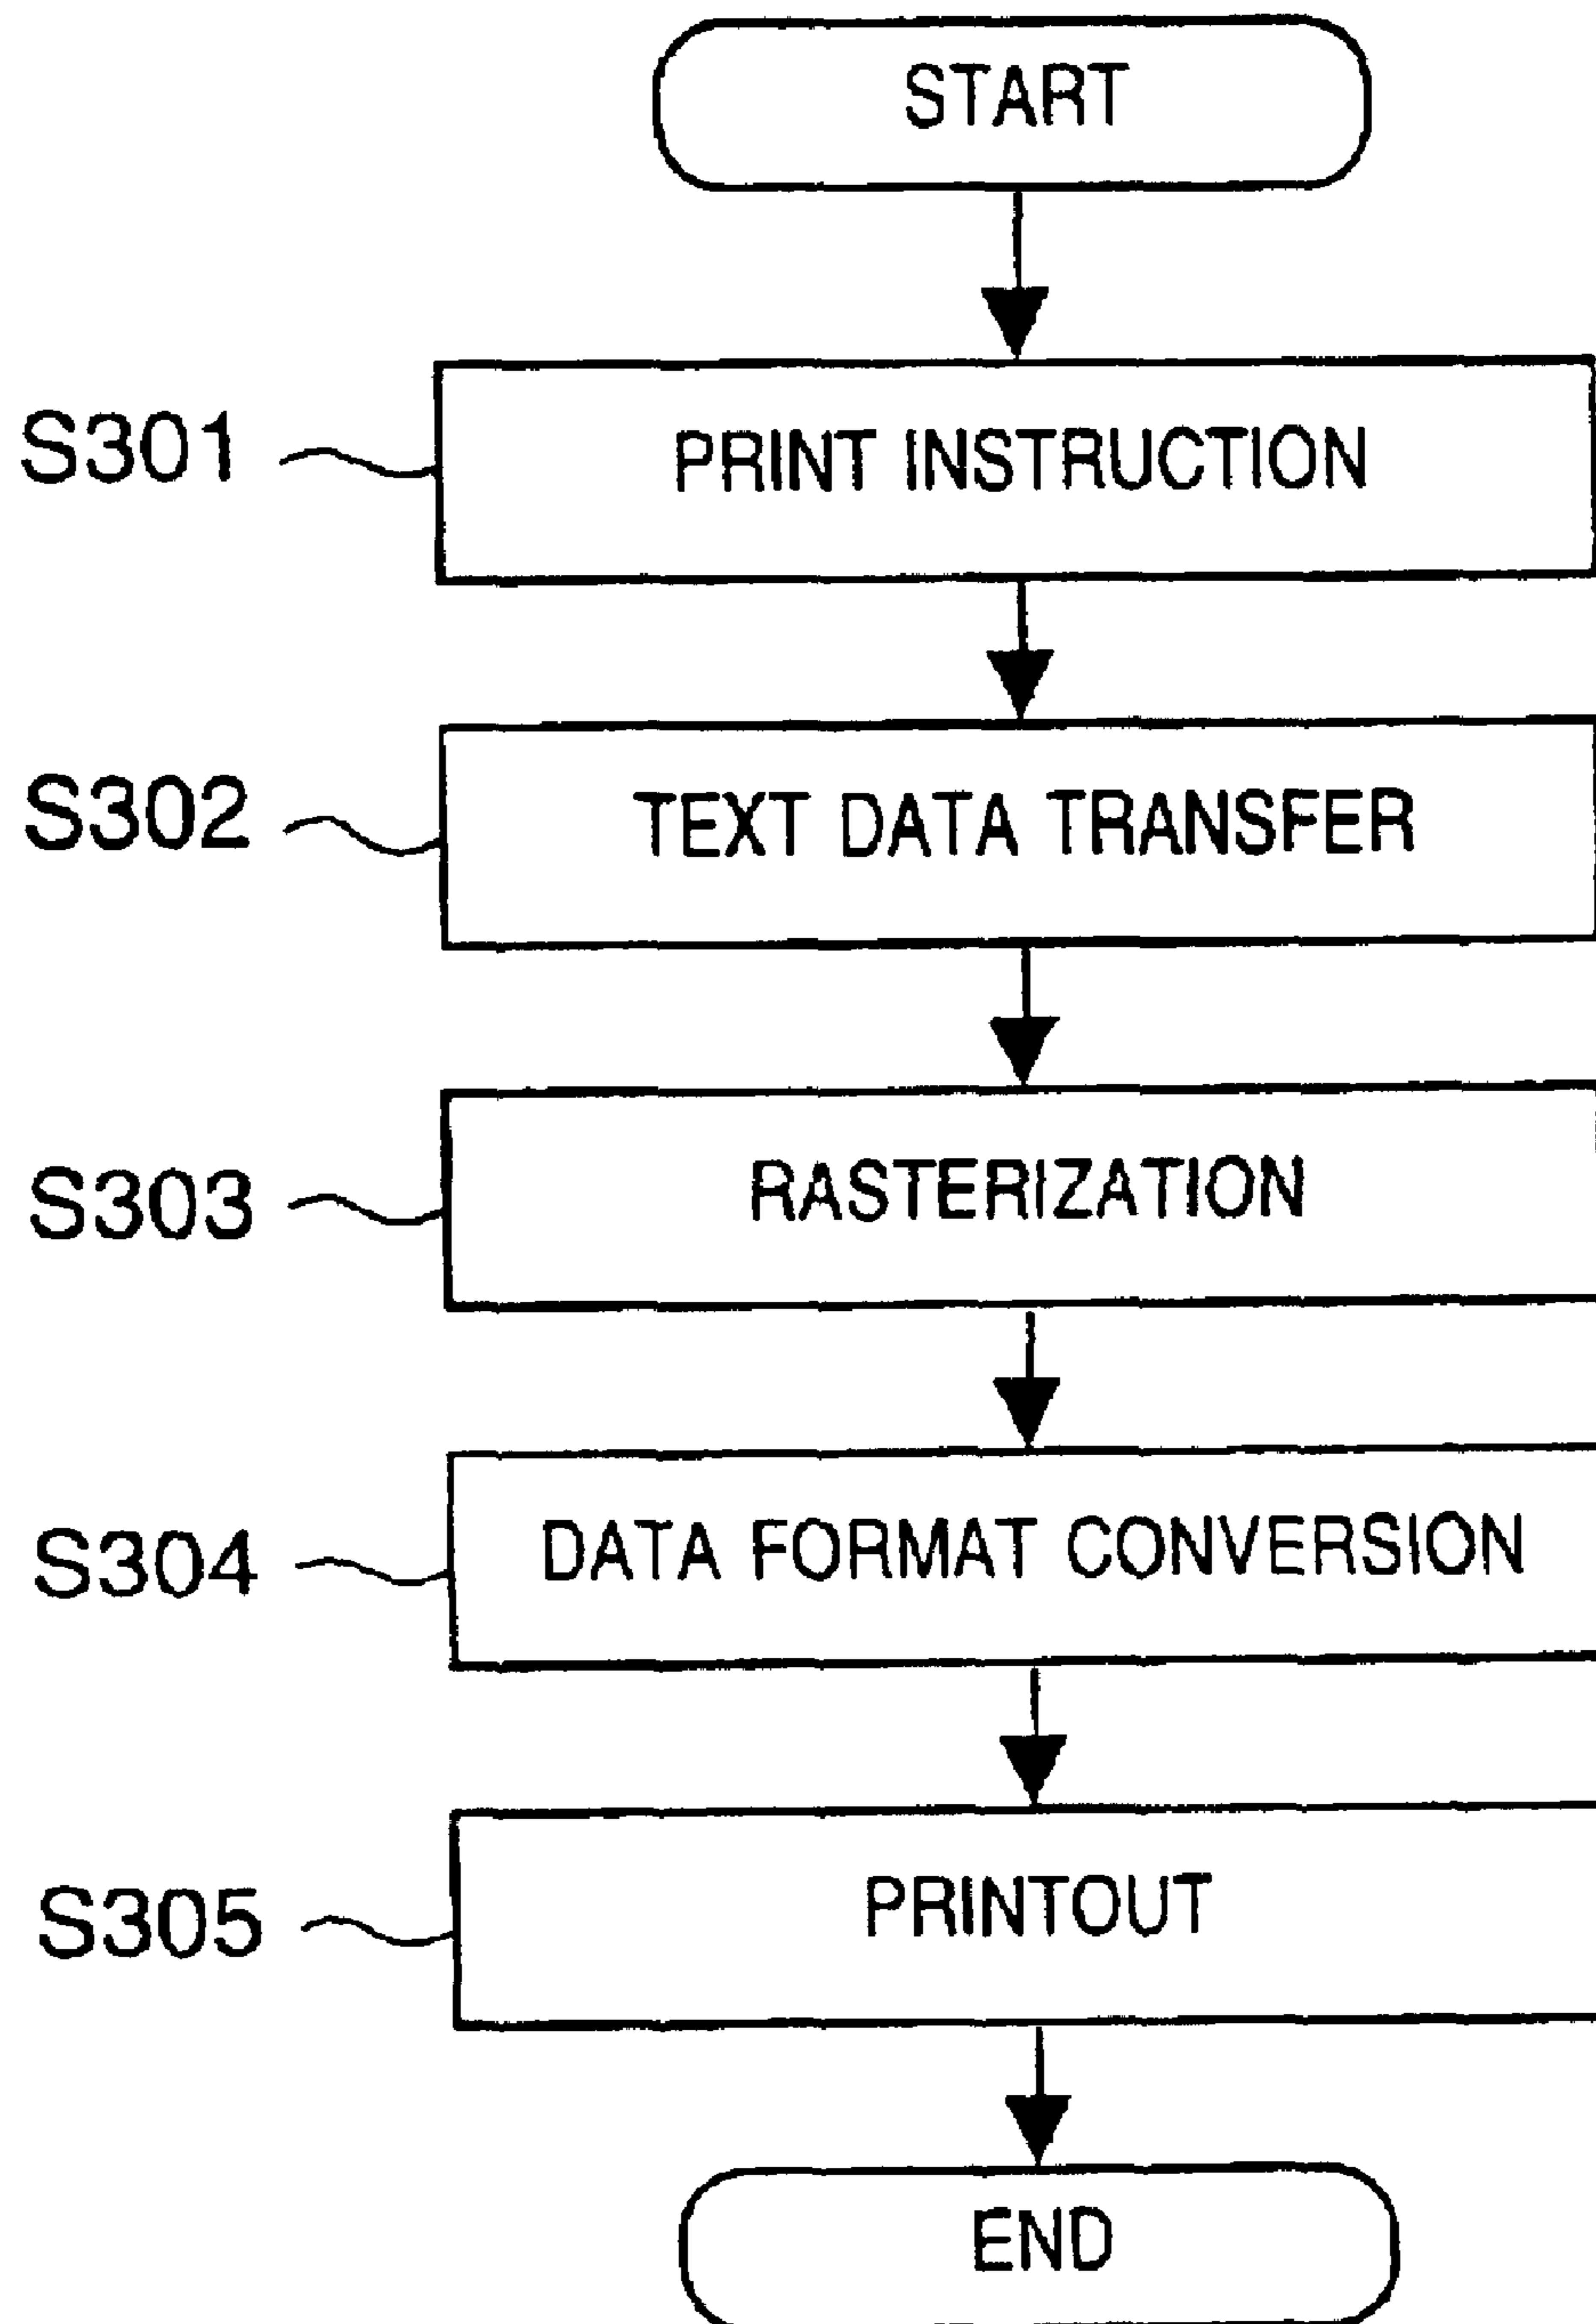 START
S301 PRINT INSTRUCTION
S302 TEXT DATA TRANSFER
S303 RASTERIZATION
S304 DATA FORMAT CONVERSION
S305 PRINTOUT
END